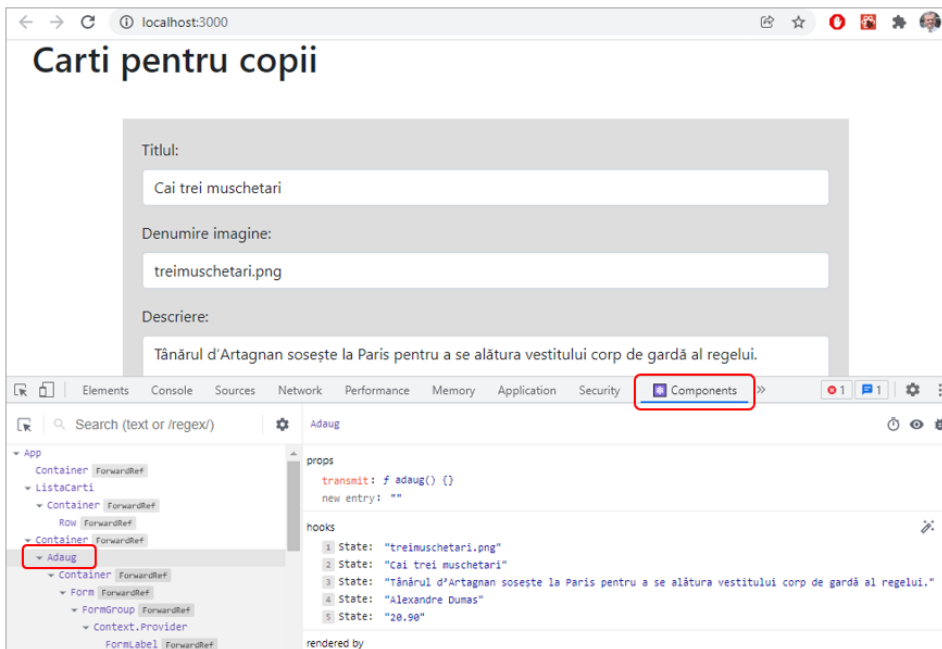 localhost:3000
Carti pentru copii
Titlul:
Cai trei muschetari
Denumire imagine:
treimuschetari.png
Descriere:
Tânărul d'Artagnan sosește la Paris pentru a se alătura vestitului corp de gardă al regelui.
Elements Console Sources Network Performance Memory Application Security Components » 1 1
Search (text or /regex/)
App
Container ForwardRef
ListaCarti
Container ForwardRef
Row ForwardRef
Container ForwardRef
Adaug
Container ForwardRef
Form ForwardRef
FormGroup ForwardRef
Context.Provider
FormLabel ForwardRef
Adaug
props
transmit: ƒ adaug() {}
new entry: ""
hooks
1 State: "treimuschetari.png"
2 State: "Cai trei muschetari"
3 State: "Tânărul d'Artagnan sosește la Paris pentru a se alătura vestitului corp de gardă al regelui."
4 State: "Alexandre Dumas"
5 State: "20.90"
rendered by